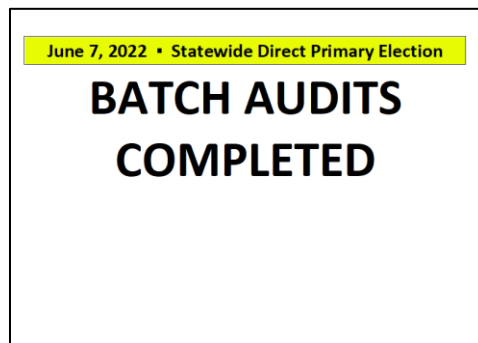 June 7, 2022 ▪ Statewide Direct Primary Election
BATCH AUDITS
COMPLETED